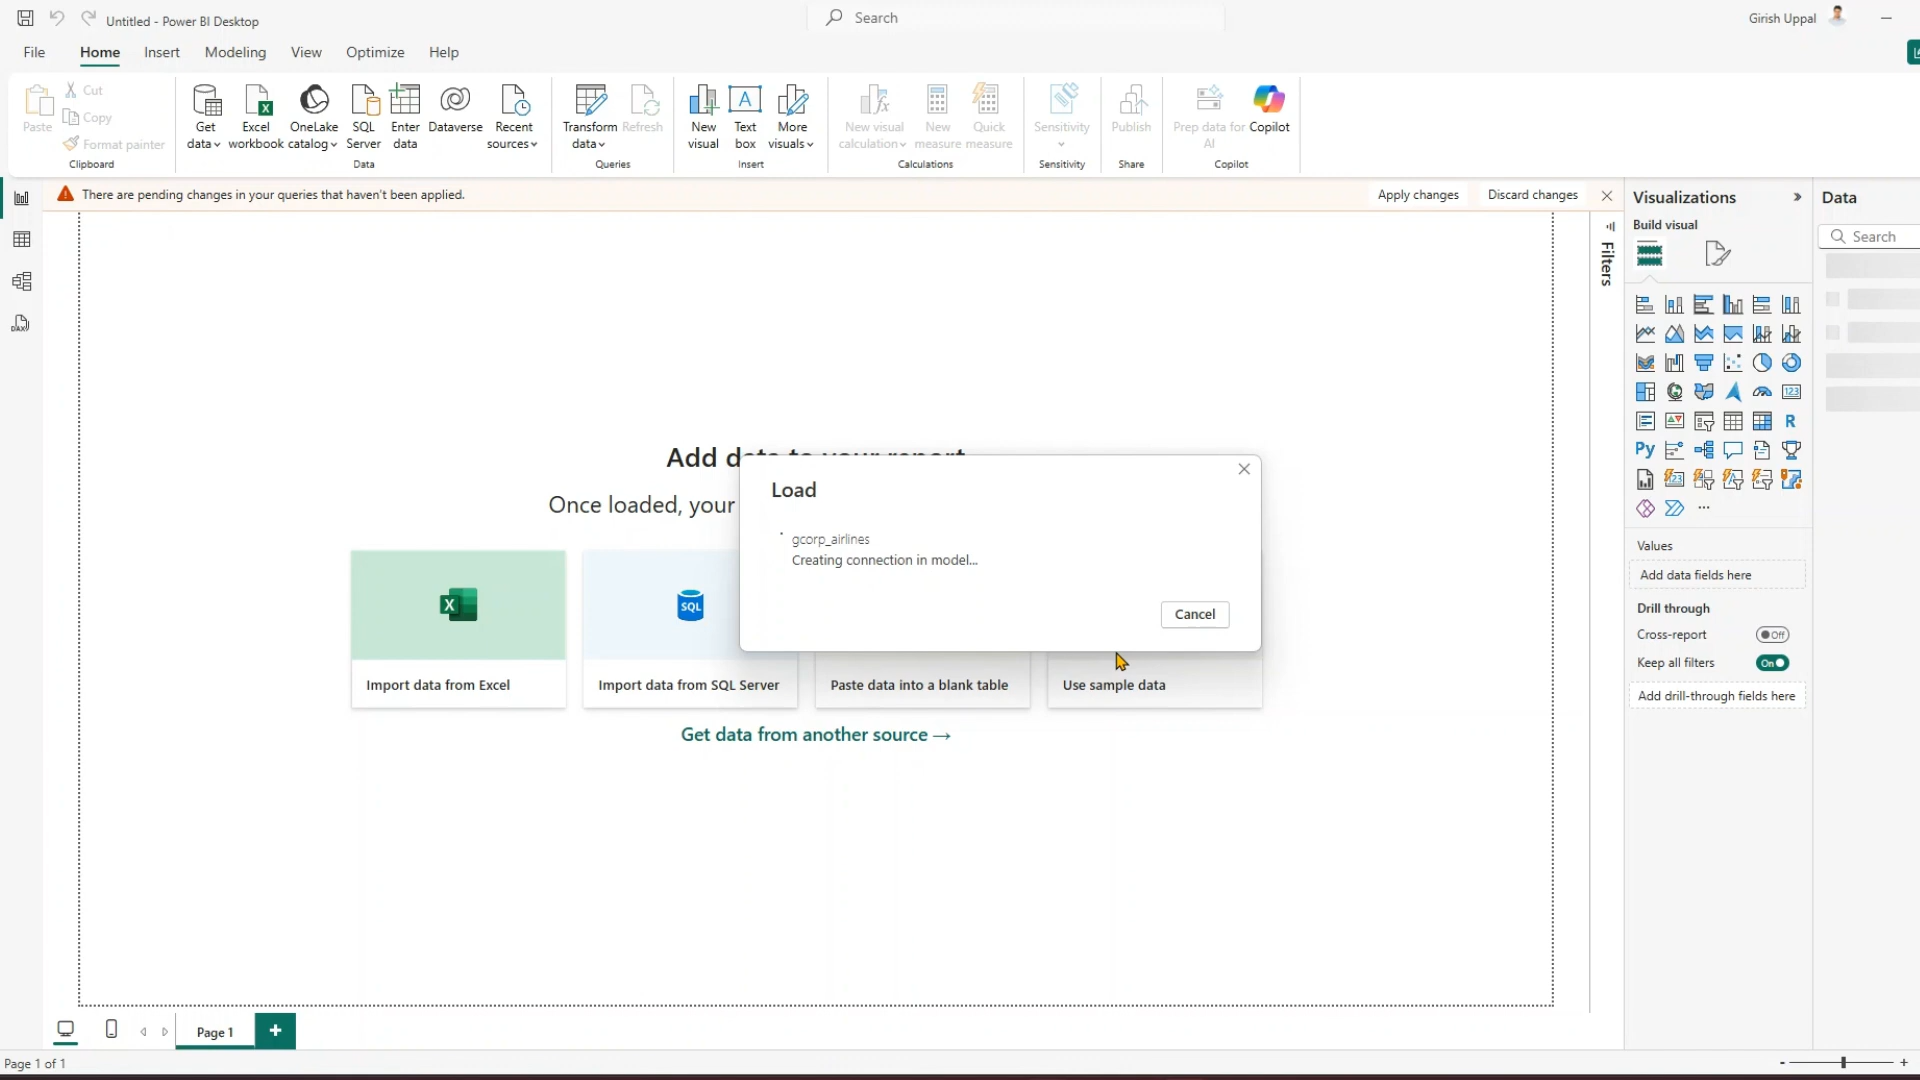 Untitled - Power BI Desktop
Search
Girish Uppal
File
Home
Insert
Modeling
View
Optimize
Help
Paste
Cut
Copy
Format painter
Clipboard
Get data
Excel workbook
OneLake catalog
SQL Server
Enter data
Dataverse
Recent sources
Data
Transform data
Refresh
Queries
New visual
Text box
More visuals
Insert
New visual calculation
New measure
Quick measure
Calculations
Sensitivity
Sensitivity
Publish
Share
Prep data for AI
Copilot
Copilot
There are pending changes in your queries that haven't been applied.
Apply changes
Discard changes
Filters
Visualizations
Build visual
Data
Search
Add
Once loaded, your
Load
gcorp_airlines
Creating connection in model...
Cancel
Import data from Excel
SQL
Import data from SQL Server
Paste data into a blank table
Use sample data
Get data from another source →
123
R
Py
Values
Add data fields here
Drill through
Cross-report
Off
Keep all filters
On
Add drill-through fields here
Page 1
+
Page 1 of 1
- +